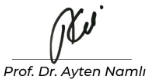 Prof. Dr. Ayten Namlı